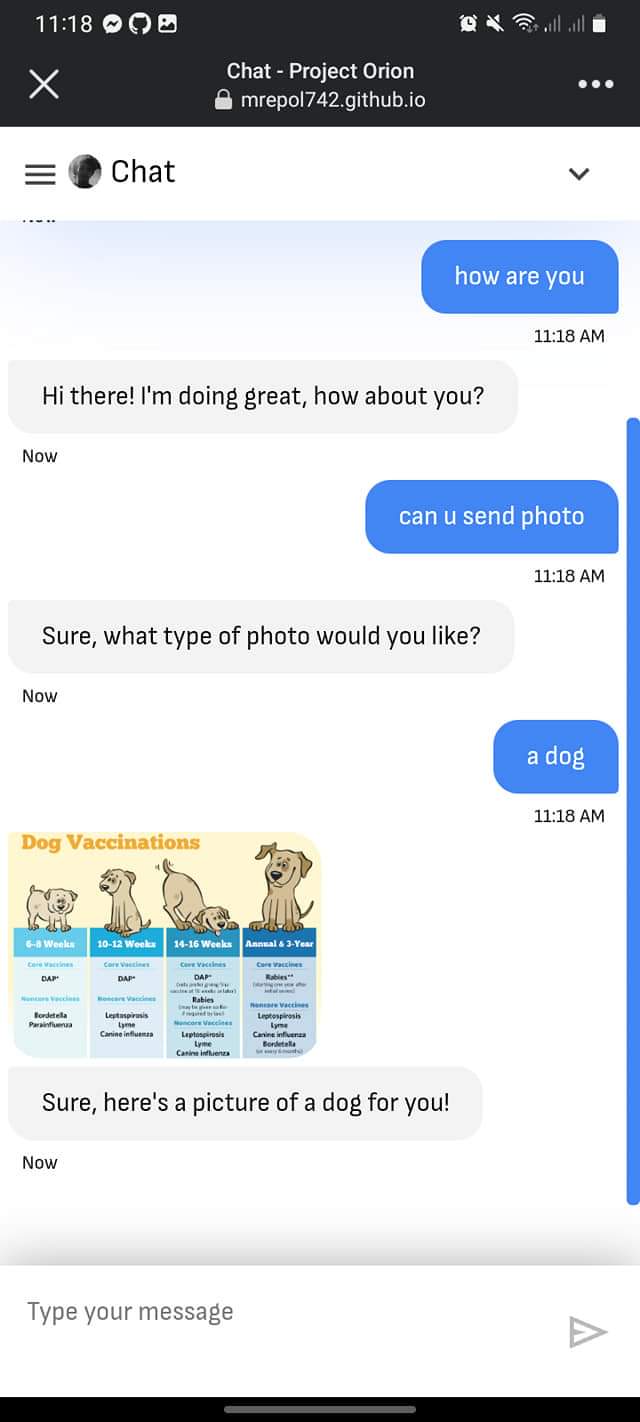 11:18
Chat - Project Orion
mrepol742.github.io
Chat
how are you
11:18 AM
Hi there! I'm doing great, how about you?
Now
can u send photo
11:18 AM
Sure, what type of photo would you like?
Now
a dog
11:18 AM
Dog Vaccinations
6-8 Weeks
Core Vaccines
DAP*
Noncore Vaccines
Bordetella
Parainfluenza
10-12 Weeks
Core Vaccines
DAP*
Noncore Vaccines
Leptospirosis
Lyme
Canine influenza
14-16 Weeks
Core Vaccines
DAP*
Rabies
Noncore Vaccines
Leptospirosis
Lyme
Canine influenza
Annual & 3-Year
Core Vaccines
Rabies**
Noncore Vaccines
Leptospirosis
Lyme
Canine influenza
Bordetella
(or every 6 months)
Sure, here's a picture of a dog for you!
Now
Type your message